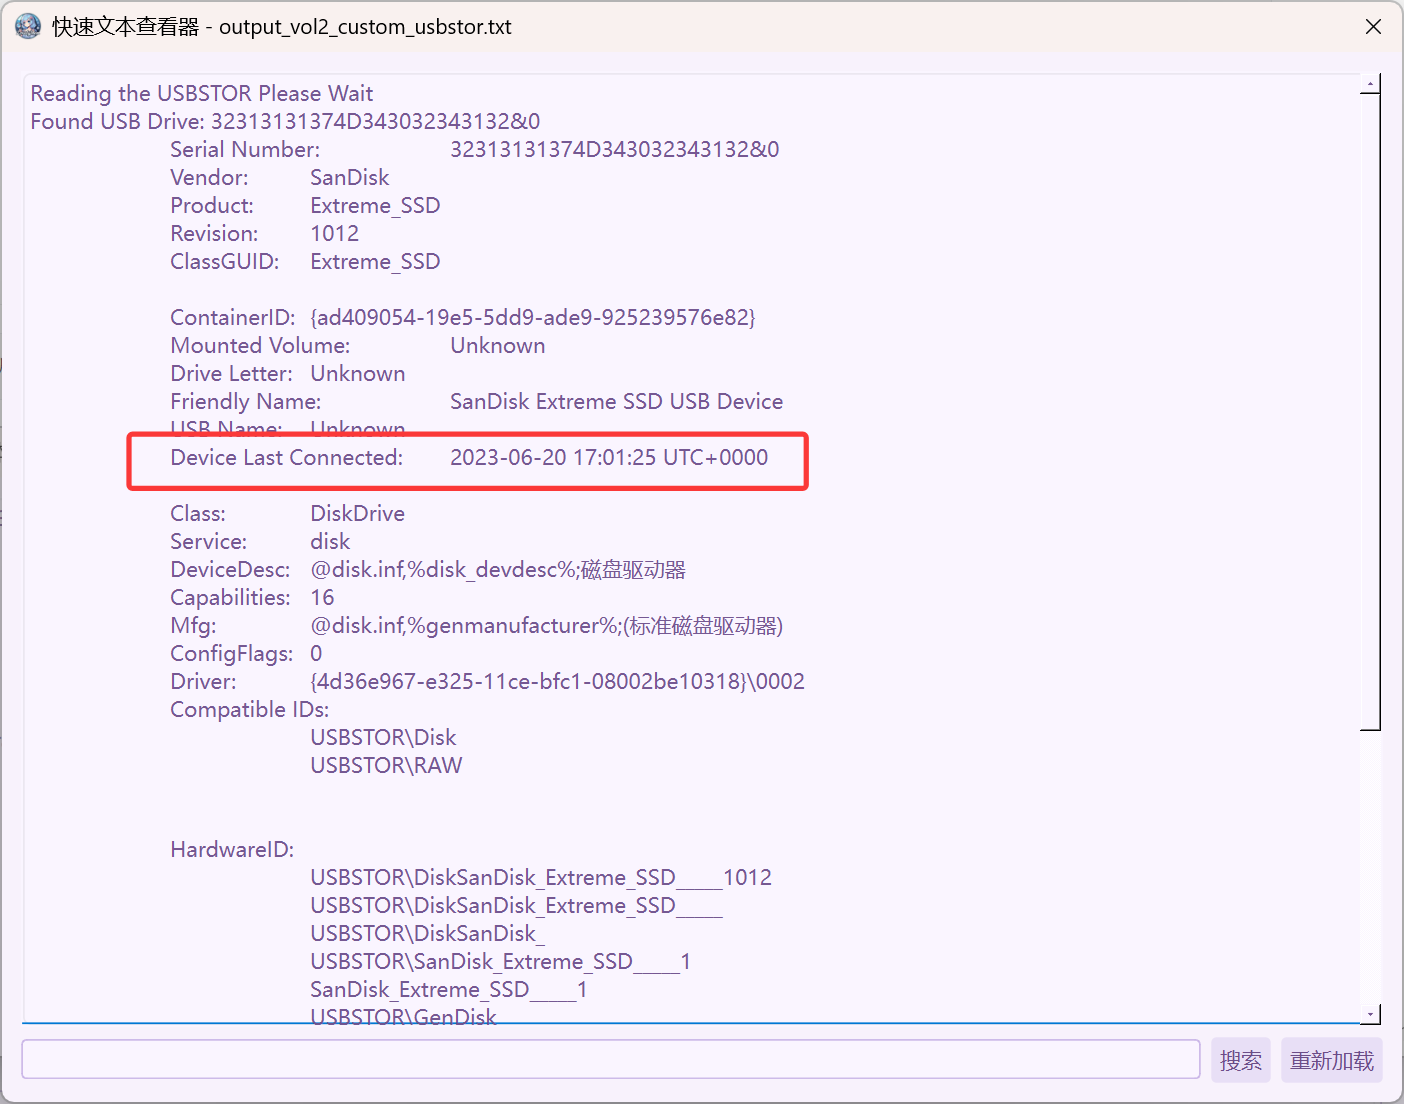 快速文本查看器 - output_vol2_custom_usbstor.txt
Reading the USBSTOR Please Wait
Found USB Drive: 32313131374D343032343132&0
Serial Number: 32313131374D343032343132&0
Vendor: SanDisk
Product: Extreme_SSD
Revision: 1012
ClassGUID: Extreme_SSD
ContainerID: {ad409054-19e5-5dd9-ade9-925239576e82}
Mounted Volume: Unknown
Drive Letter: Unknown
Friendly Name: SanDisk Extreme SSD USB Device
USB Name: Unknown
Device Last Connected: 2023-06-20 17:01:25 UTC+0000
Class: DiskDrive
Service: disk
DeviceDesc: @disk.inf,%disk_devdesc%;磁盘驱动器
Capabilities: 16
Mfg: @disk.inf,%genmanufacturer%;(标准磁盘驱动器)
ConfigFlags: 0
Driver: {4d36e967-e325-11ce-bfc1-08002be10318}\0002
Compatible IDs:
USBSTOR\Disk
USBSTOR\RAW
HardwareID:
USBSTOR\DiskSanDisk_Extreme_SSD_____1012
USBSTOR\DiskSanDisk_Extreme_SSD_____
USBSTOR\DiskSanDisk_
USBSTOR\SanDisk_Extreme_SSD_____1
SanDisk_Extreme_SSD_____1
USBSTOR\GenDisk
搜索
重新加载